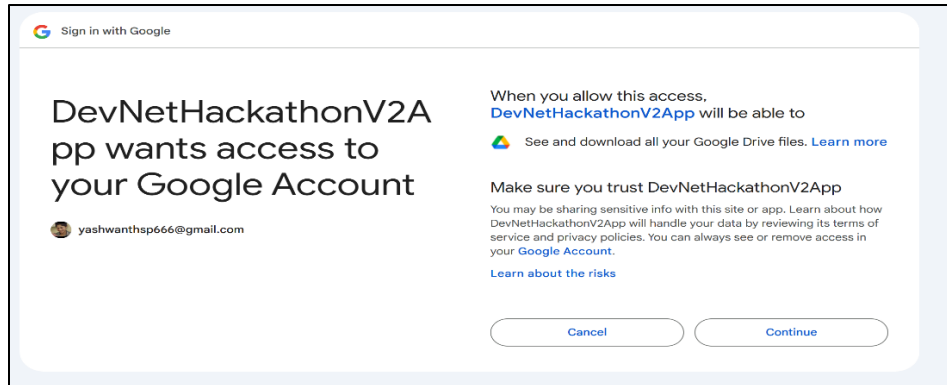 Sign in with Google
DevNetHackathonV2A
pp wants access to
your Google Account
yashwanthsp666@gmail.com
When you allow this access,
DevNetHackathonV2App will be able to
See and download all your Google Drive files. Learn more
Make sure you trust DevNetHackathonV2App
You may be sharing sensitive info with this site or app. Learn about how
DevNetHackathonV2App will handle your data by reviewing its terms of
service and privacy policies. You can always see or remove access in
your Google Account.
Learn about the risks
Cancel
Continue